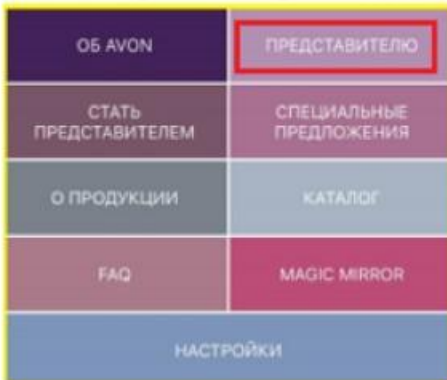 ОБ AVON
ПРЕДСТАВИТЕЛЮ
СТАТЬ
ПРЕДСТАВИТЕЛЕМ
СПЕЦИАЛЬНЫЕ
ПРЕДЛОЖЕНИЯ
О ПРОДУКЦИИ
КАТАЛОГ
FAQ
MAGIC MIRROR
НАСТРОЙКИ